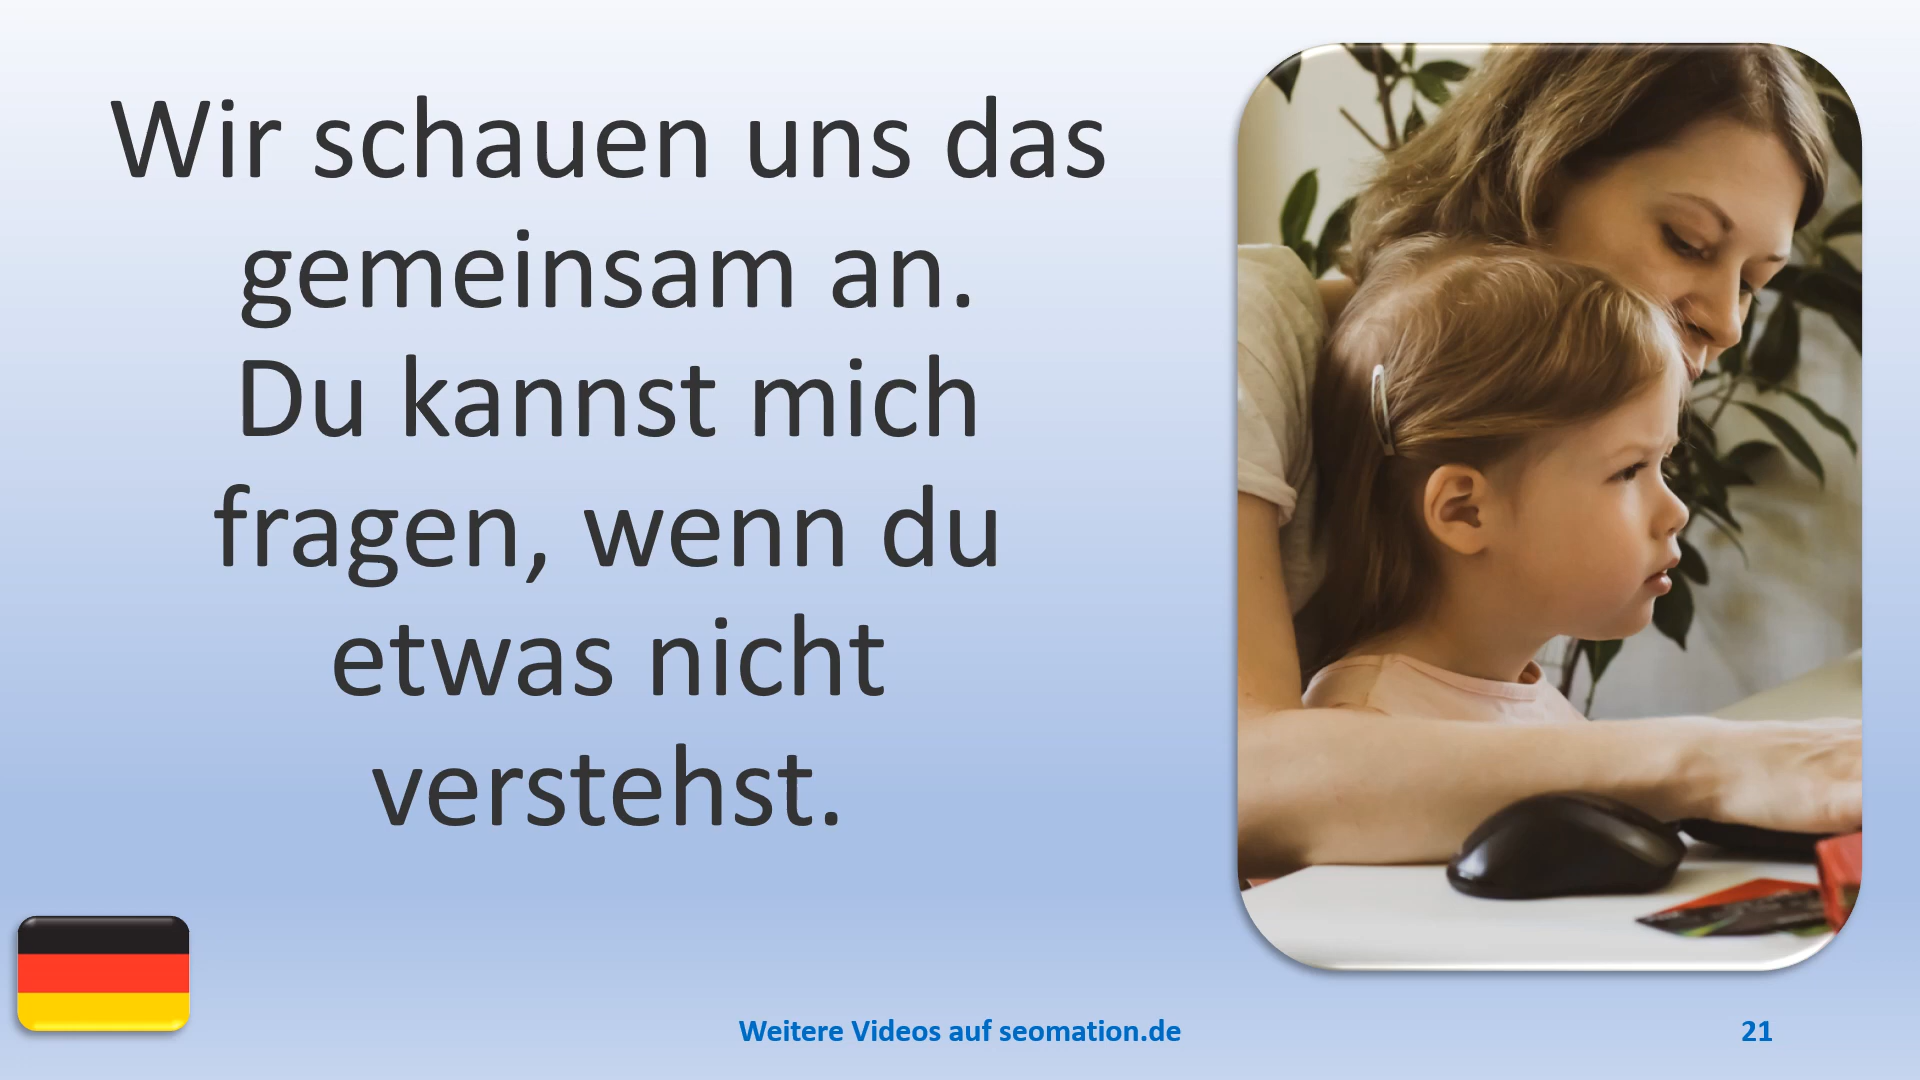 Wir schauen uns das
gemeinsam an.
Du kannst mich
fragen, wenn du
etwas nicht
verstehst.
Weitere Videos auf seomation.de
21